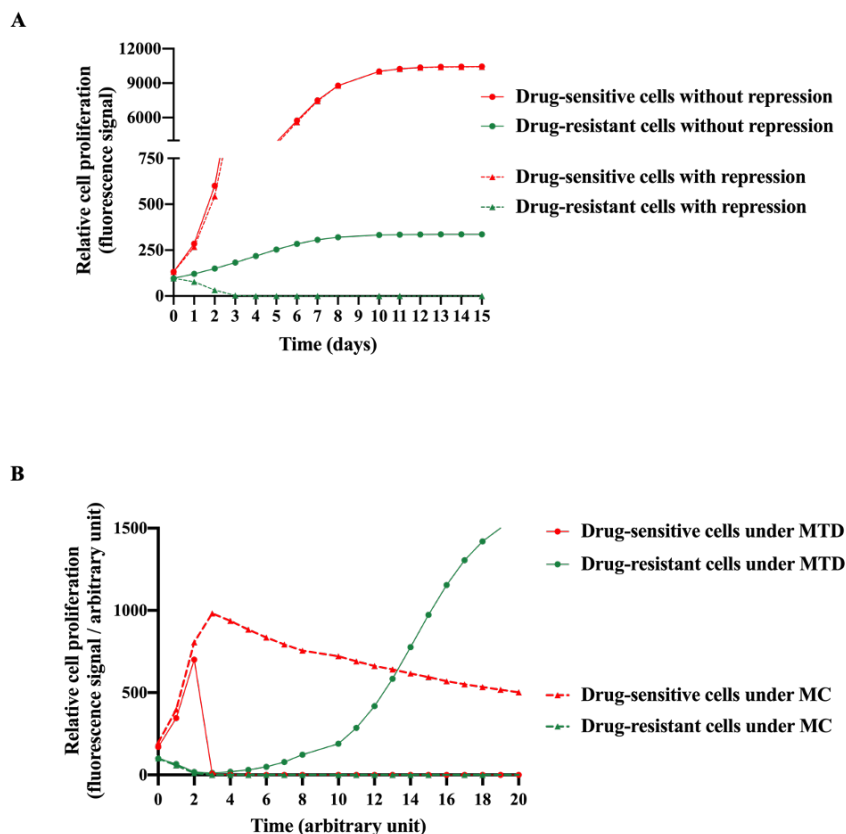 A
Relative cell proliferation
(fluorescence signal)
12000
9000
6000
750
500
250
0
0 1 2 3 4 5 6 7 8 9 10 11 12 13 14 15
Time (days)
Drug-sensitive cells without repression
Drug-resistant cells without repression
Drug-sensitive cells with repression
Drug-resistant cells with repression
B
Relative cell proliferation
(fluorescence signal / arbitrary unit)
1500
1000
500
0
0 2 4 6 8 10 12 14 16 18 20
Time (arbitrary unit)
Drug-sensitive cells under MTD
Drug-resistant cells under MTD
Drug-sensitive cells under MC
Drug-resistant cells under MC